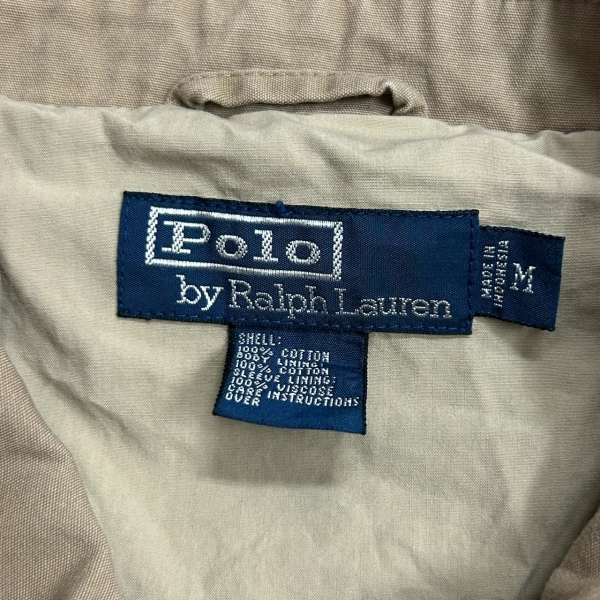 Polo
by Ralph Lauren
MADE IN
INDONESIA
M
SHELL:
100% COTTON
BODY LINING:
100% COTTON
SLEEVE LINING:
100% VISCOSE
CARE INSTRUCTIONS
OVER